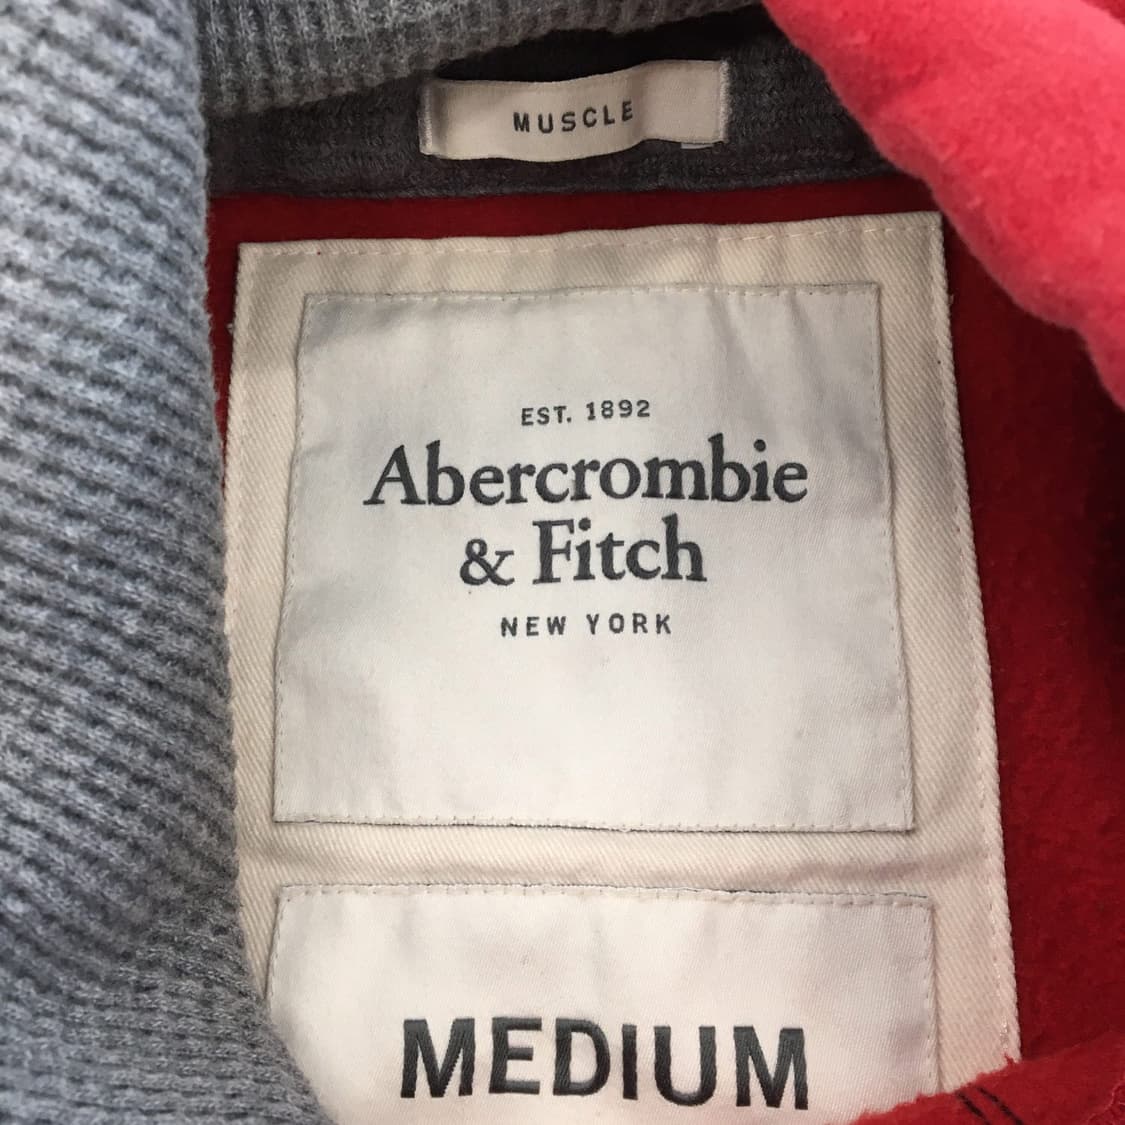 MUSCLE
EST. 1892
Abercrombie
& Fitch
NEW YORK
MEDIUM